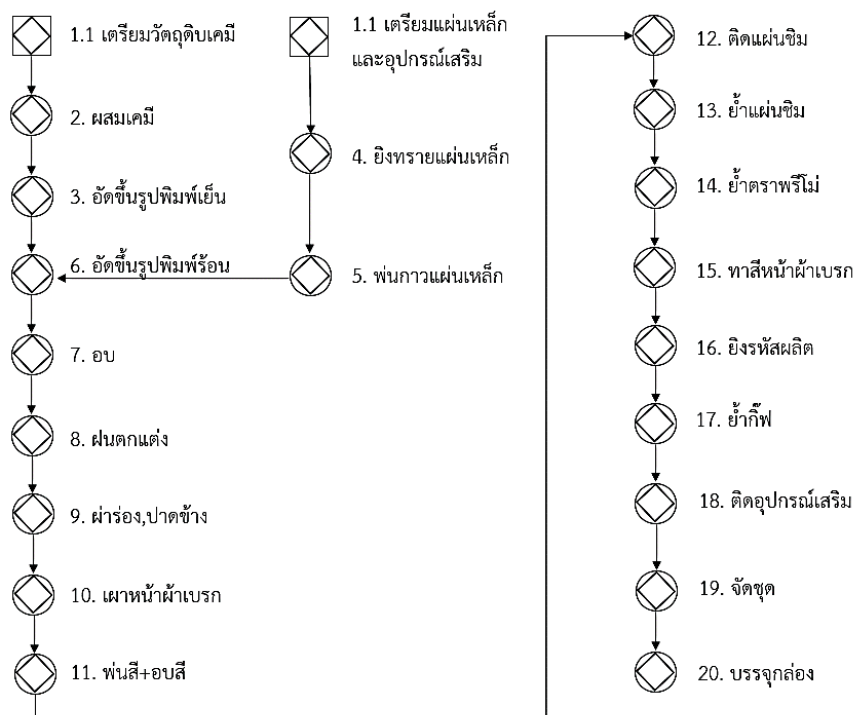 1.1 เตรียมวัตถุดิบเคมี
2. ผสมเคมี
3. อัดขึ้นรูปพิมพ์เย็น
6. อัดขึ้นรูปพิมพ์ร้อน
7. อบ
8. ฝนตกแต่ง
9. ผ่าร่อง,ปาดข้าง
10. เผาหน้าผ้าเบรก
11. พ่นสี+อบสี
1.1 เตรียมแผ่นเหล็ก
และอุปกรณ์เสริม
4. ยิงทรายแผ่นเหล็ก
5. พ่นกาวแผ่นเหล็ก
12. ติดแผ่นชิม
13. ย้ำแผ่นชิม
14. ย้ำตราพรีโม่
15. ทาสีหน้าผ้าเบรก
16. ยิงรหัสผลิต
17. ย้ำกิ๊ฟ
18. ติดอุปกรณ์เสริม
19. จัดชุด
20. บรรจุกล่อง